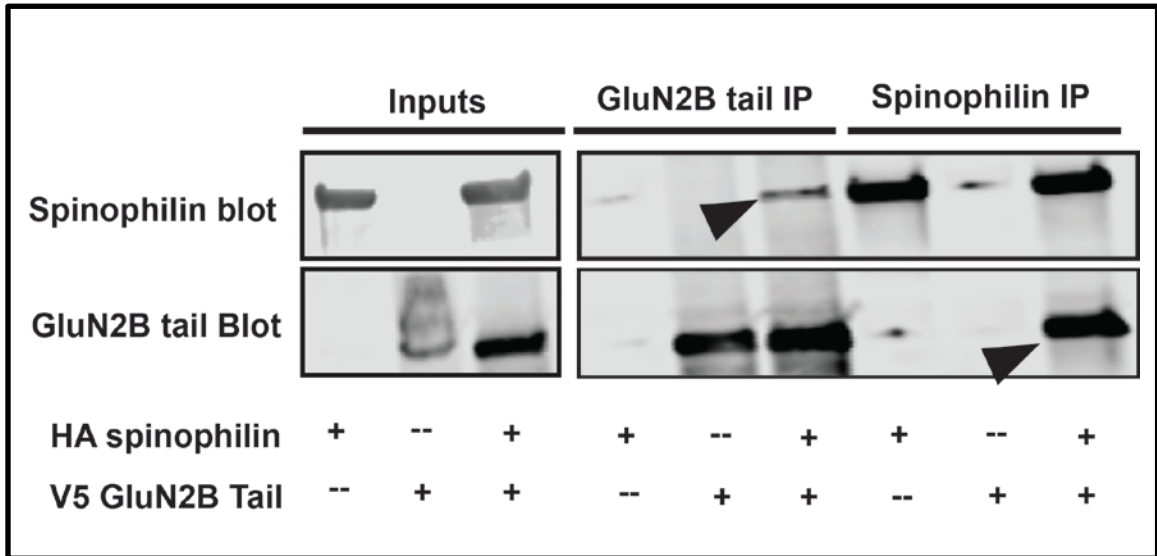 Inputs GluN2B tail IP Spinophilin IP
Spinophilin blot
GluN2B tail Blot
HA spinophilin + -- + + -- + + -- +
V5 GluN2B Tail -- + + -- + + -- + +